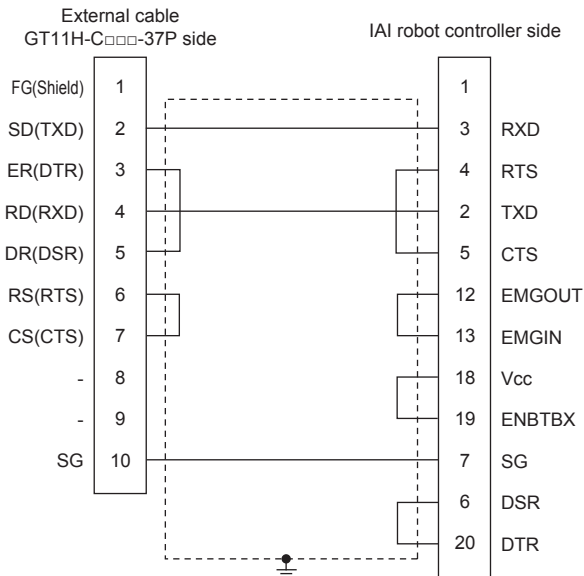 External cable
GT11H-C□□□-37P side
IAI robot controller side
FG(Shield) 1 1
SD(TXD) 2 3 RXD
ER(DTR) 3 4 RTS
RD(RXD) 4 2 TXD
DR(DSR) 5 5 CTS
RS(RTS) 6 12 EMGOUT
CS(CTS) 7 13 EMGIN
- 8 18 Vcc
- 9 19 ENBTBX
SG 10 7 SG
6 DSR
20 DTR